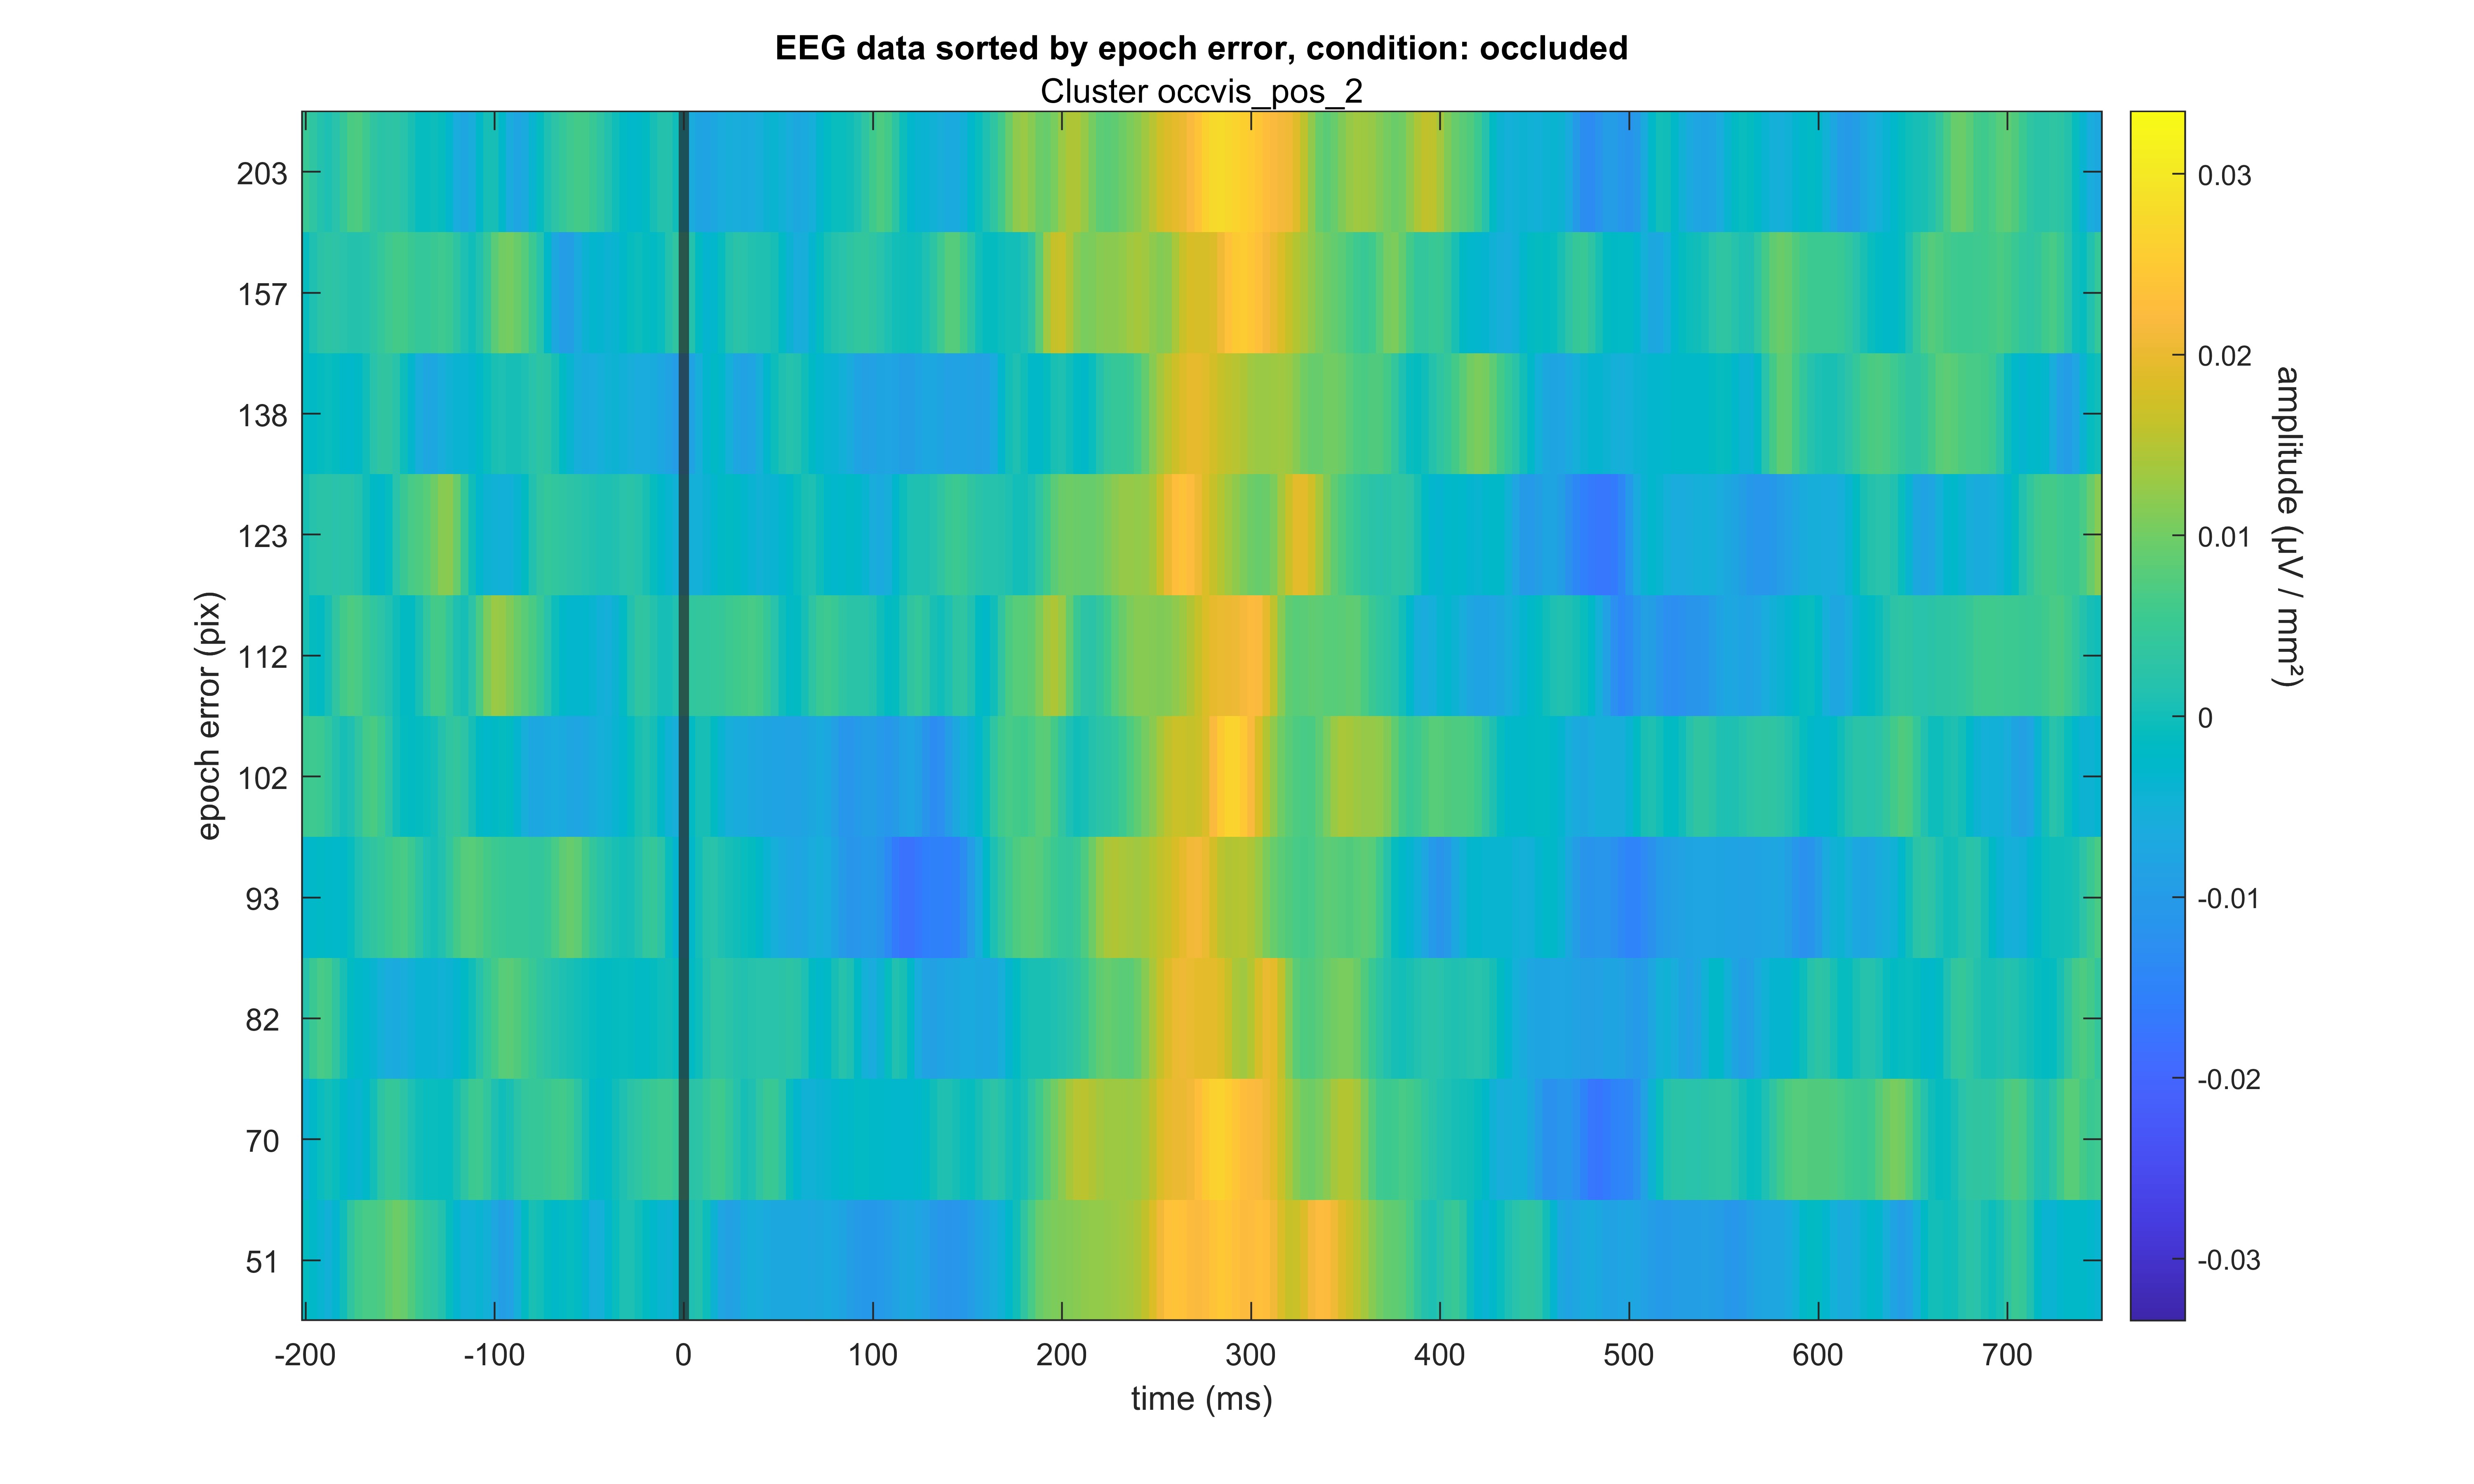 EEG data sorted by epoch error, condition: occluded
Cluster occvis_pos_2
epoch error (pix)
203
157
138
123
112
102
93
82
70
51
-200 -100 0 100 200 300 400 500 600 700
time (ms)
0.03
0.02
0.01
0
-0.01
-0.02
-0.03
amplitude (µV / mm²)